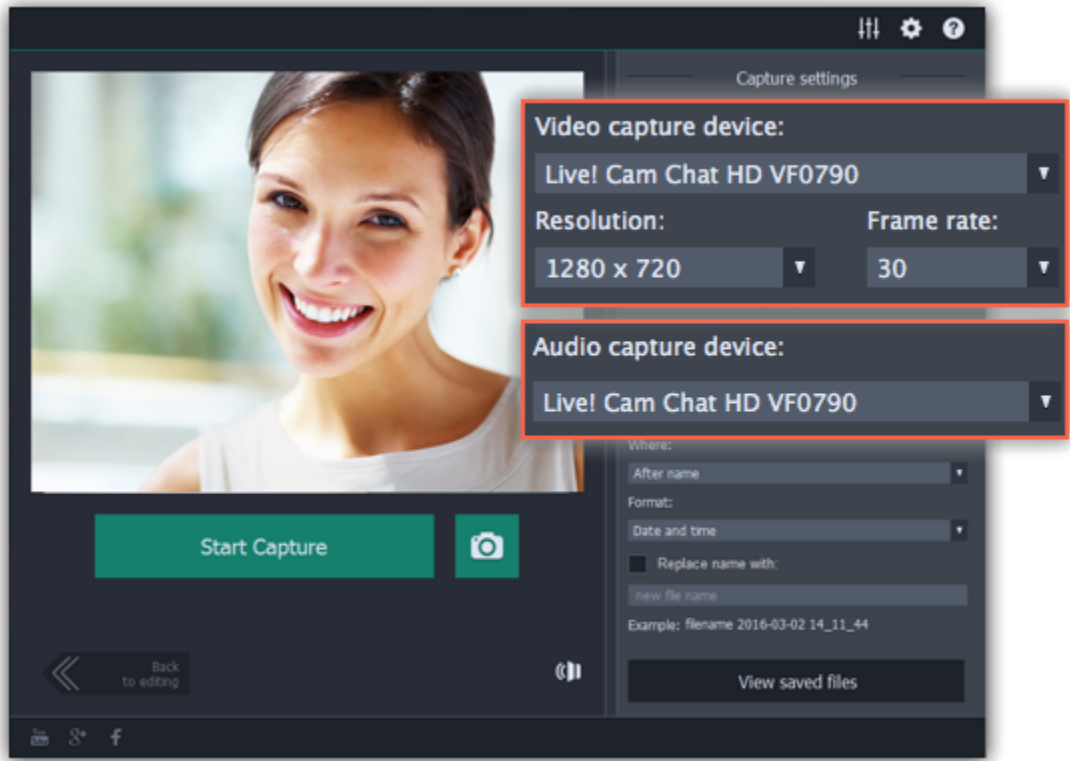 Capture settings
Video capture device:
Live! Cam Chat HD VF0790
Resolution:
Frame rate:
1280 x 720
30
Audio capture device:
Live! Cam Chat HD VF0790
Where:
After name
Format:
Date and time
Replace name with:
new file name
Example: filename 2016-03-02 14_11_44
View saved files
Start Capture
Back
to editing